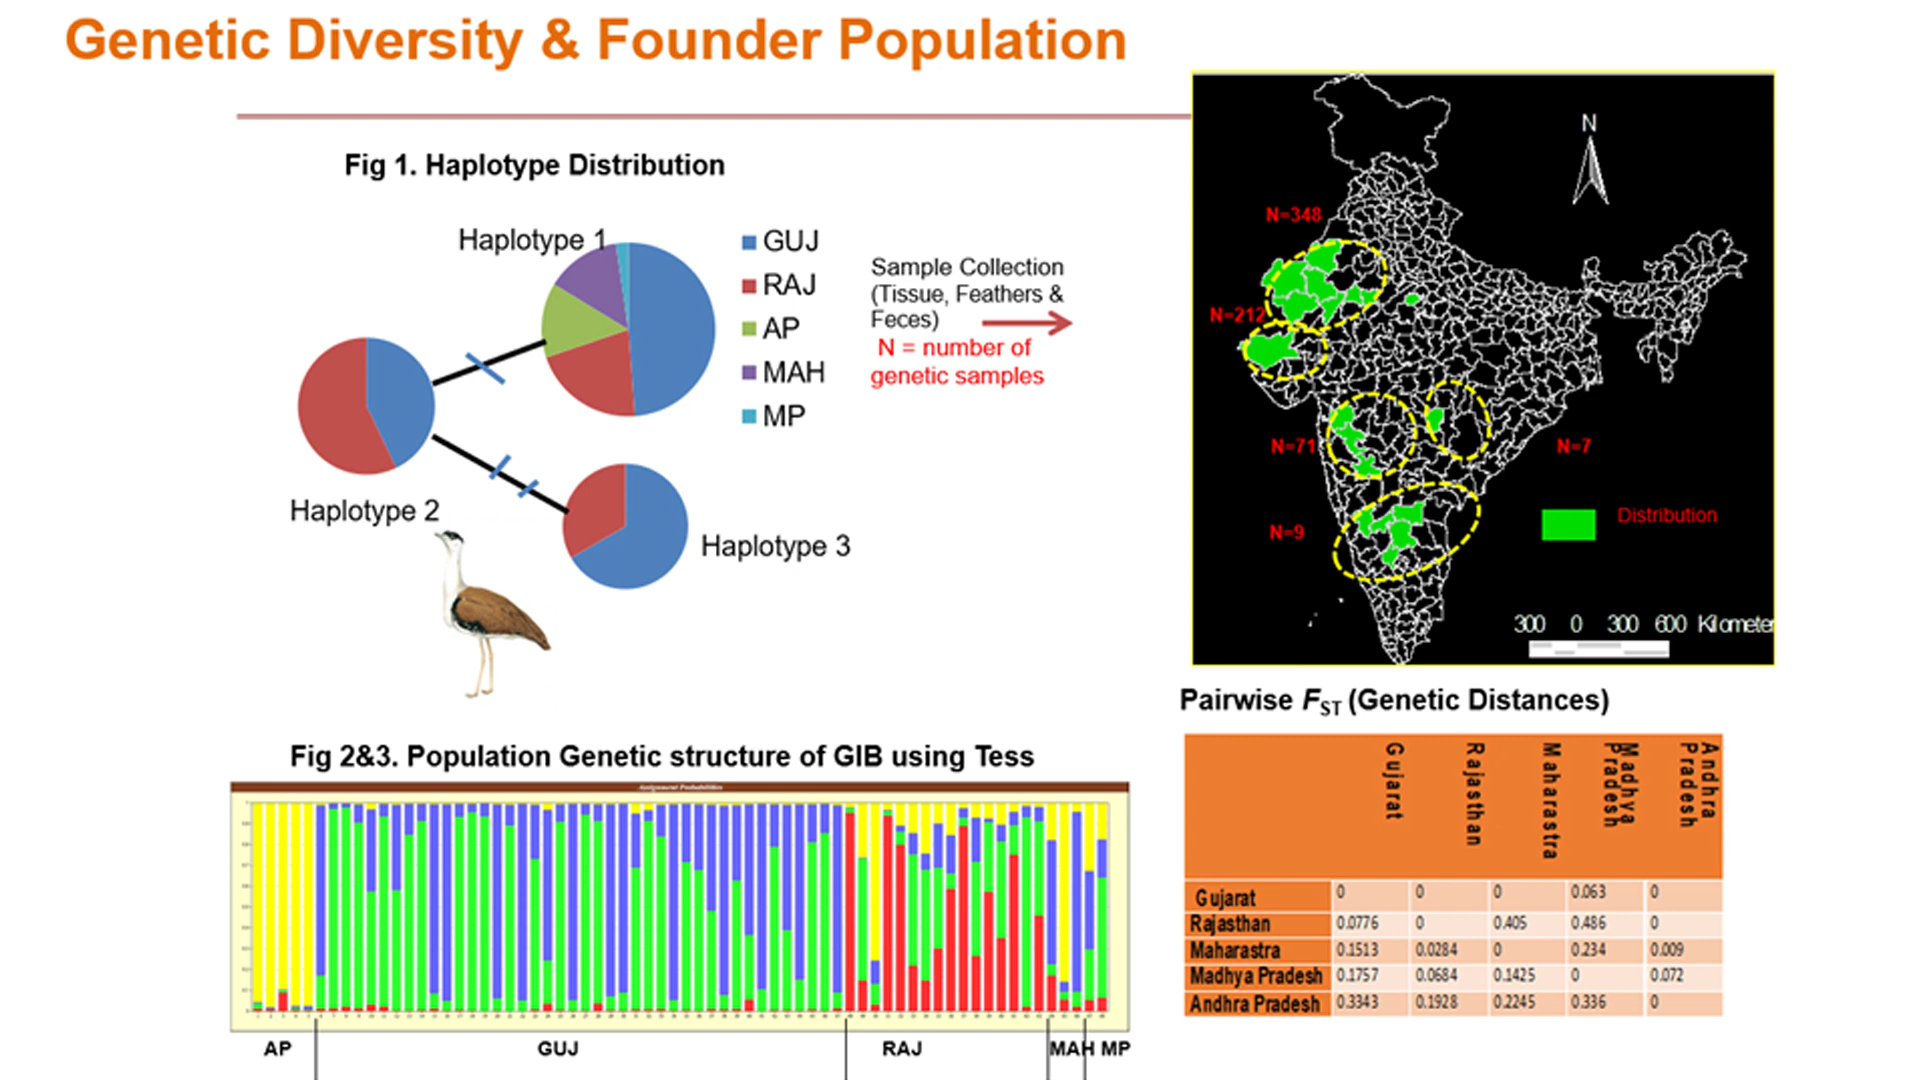 Genetic Diversity & Founder Population
Fig 1. Haplotype Distribution
Haplotype 1
GUJ
RAJ
AP
MAH
MP
Haplotype 2
Haplotype 3
Sample Collection
(Tissue, Feathers &
Feces)
N = number of
genetic samples
N
N=348
N=212
N=71
N=7
N=9
Distribution
300 0 300 600 Kilometer
Fig 2&3. Population Genetic structure of GIB using Tess
Assignment Probabilities
AP GUJ RAJ MAH MP
Pairwise FST (Genetic Distances)
Gujarat Rajasthan Maharastra Madhya Pradesh Andhra Pradesh
Gujarat 0 0 0 0.063 0
Rajasthan 0.0776 0 0.405 0.486 0
Maharastra 0.1513 0.0284 0 0.234 0.009
Madhya Pradesh 0.1757 0.0684 0.1425 0 0.072
Andhra Pradesh 0.3343 0.1928 0.2245 0.336 0